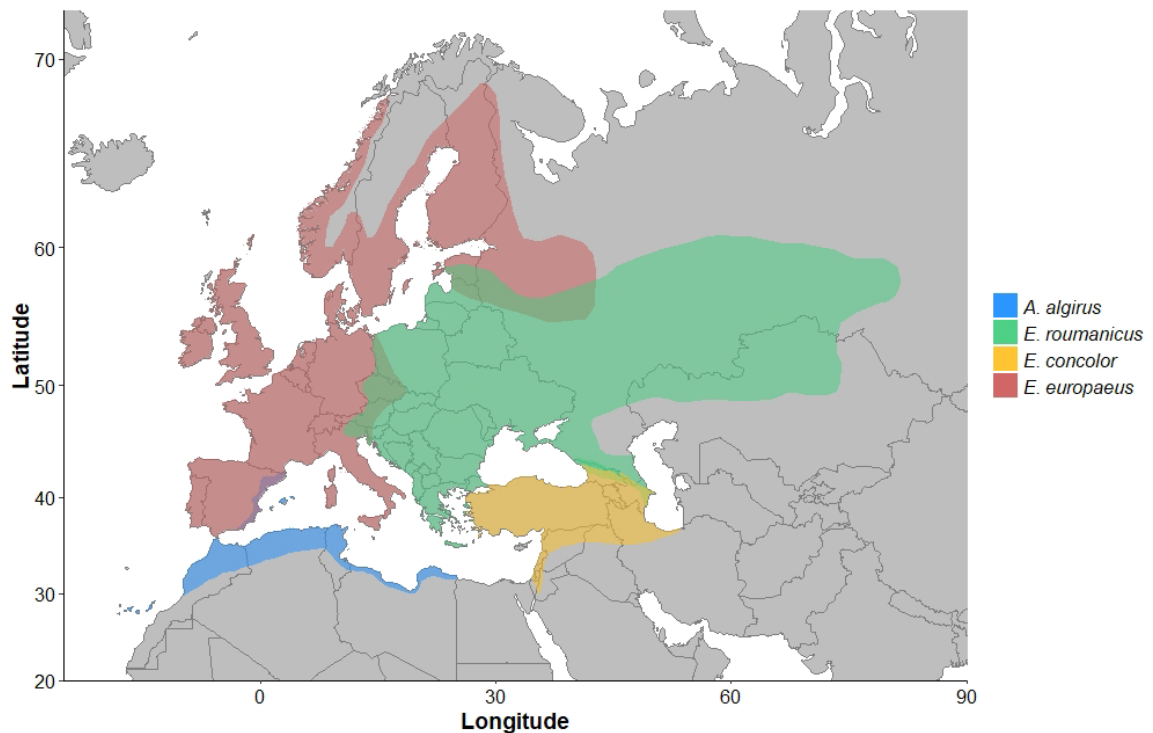 70
60
50
40
30
20
Latitude
0
30
60
90
Longitude
A. algirus
E. roumanicus
E. concolor
E. europaeus